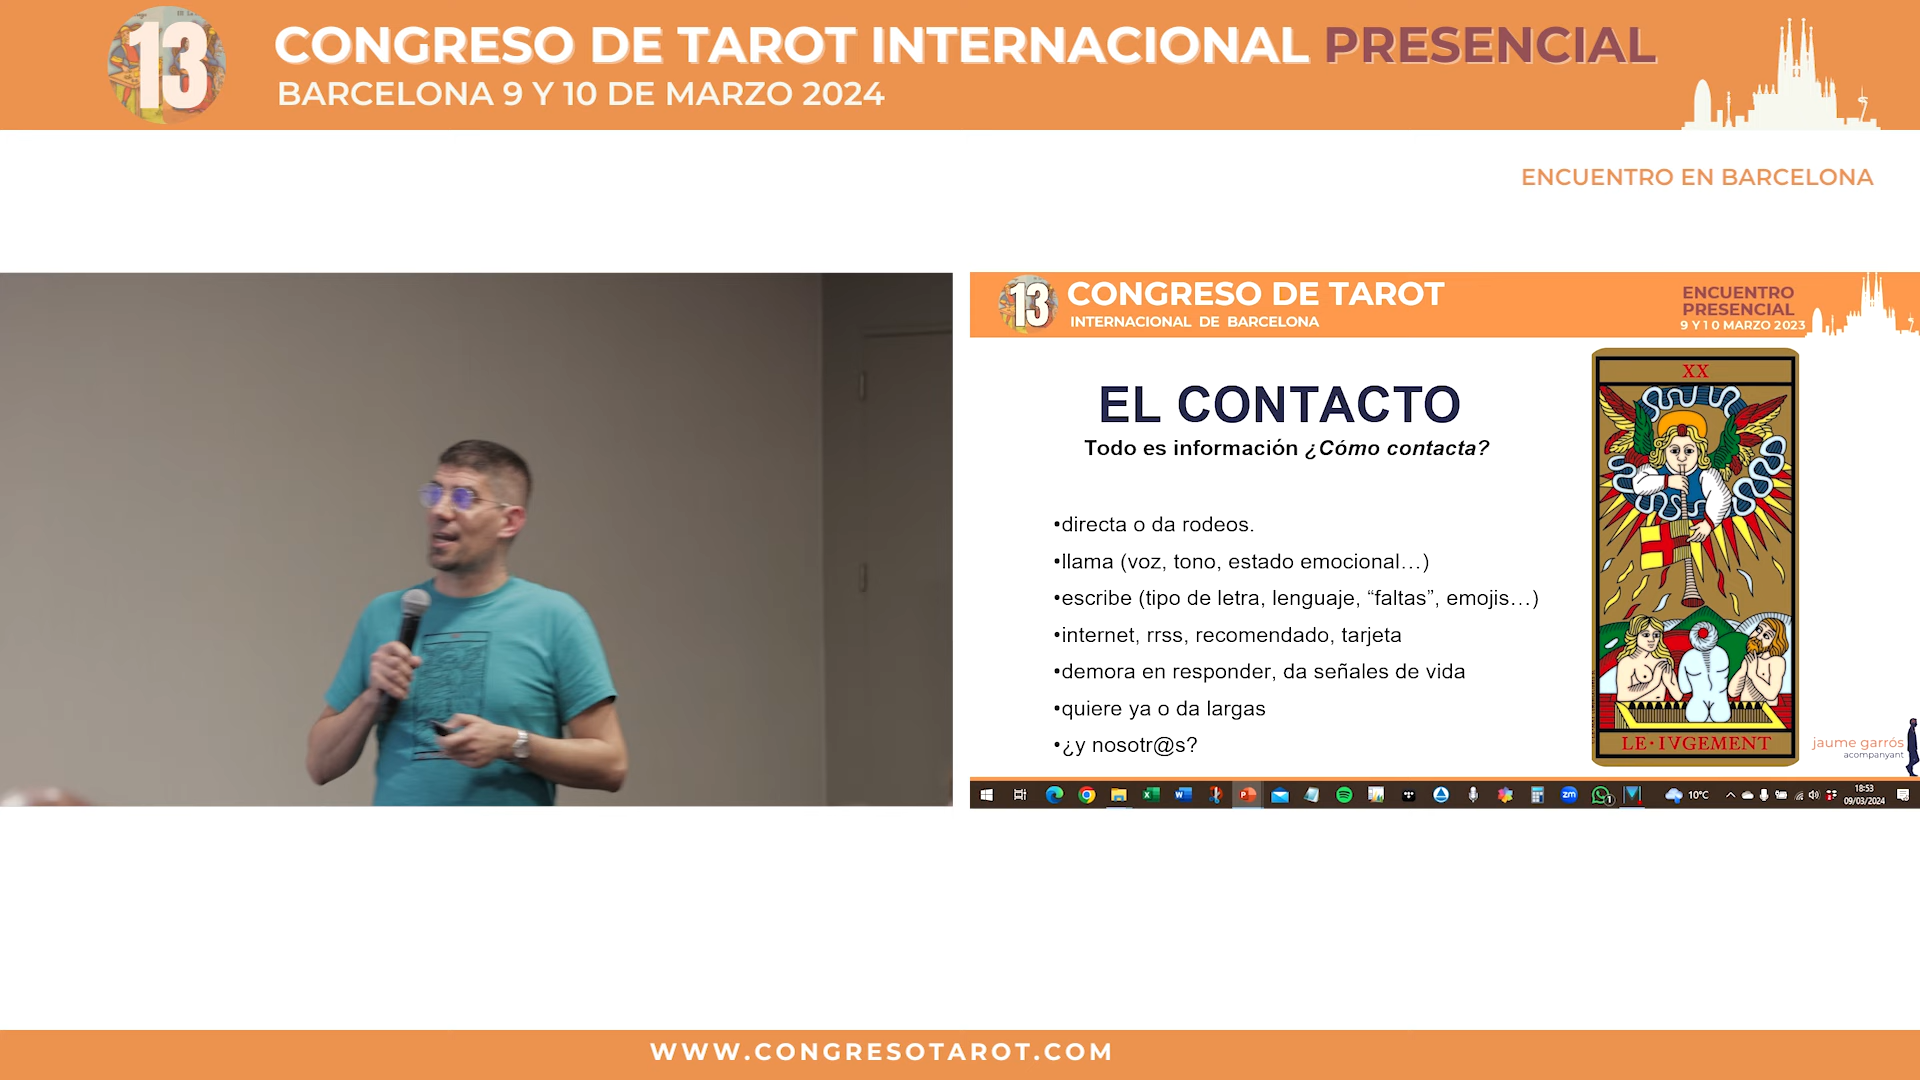 13
CONGRESO DE TAROT INTERNACIONAL PRESENCIAL
BARCELONA 9 Y 10 DE MARZO 2024
ENCUENTRO EN BARCELONA
13
CONGRESO DE TAROT
INTERNACIONAL DE BARCELONA
ENCUENTRO
PRESENCIAL
9 Y 10 MARZO 2023
EL CONTACTO
Todo es información ¿Cómo contacta?
•directa o da rodeos.
•llama (voz, tono, estado emocional…)
•escribe (tipo de letra, lenguaje, “faltas”, emojis…)
•internet, rrss, recomendado, tarjeta
•demora en responder, da señales de vida
•quiere ya o da largas
•¿y nosotr@s?
XX
LE·IVGEMENT
jaume garrós
acompanyant
10°C
18:53
09/03/2024
WWW.CONGRESOTAROT.COM